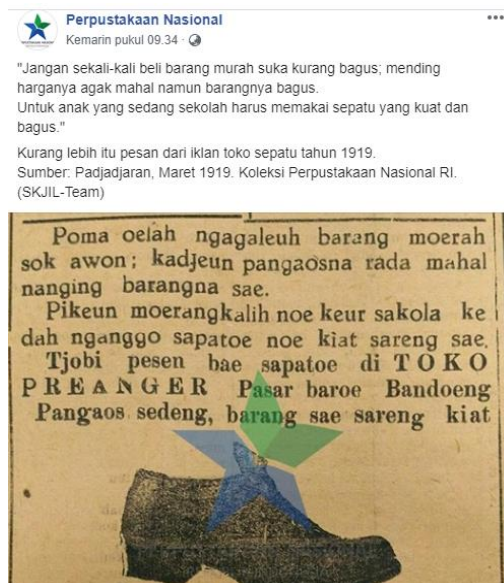 Perpustakaan Nasional
Kemarin pukul 09.34 ·
"Jangan sekali-kali beli barang murah suka kurang bagus; mending
harganya agak mahal namun barangnya bagus.
Untuk anak yang sedang sekolah harus memakai sepatu yang kuat dan
bagus."
Kurang lebih itu pesan dari iklan toko sepatu tahun 1919.
Sumber: Padjadjaran, Maret 1919. Koleksi Perpustakaan Nasional RI.
(SKJIL-Team)
Poma oelah ngagaleuh barang moerah
sok awon; kadjeun pangaosna rada mahal
nanging barangna sae.
Pikeun moerangkalih noe keur sakola ke
dah nganggo sapatoe noe kiat sareng sae.
Tjobi pesen bae sapatoe di TOKO
PREANGER Pasar baroe Bandoeng
Pangaos sedeng, barang sae sareng kiat